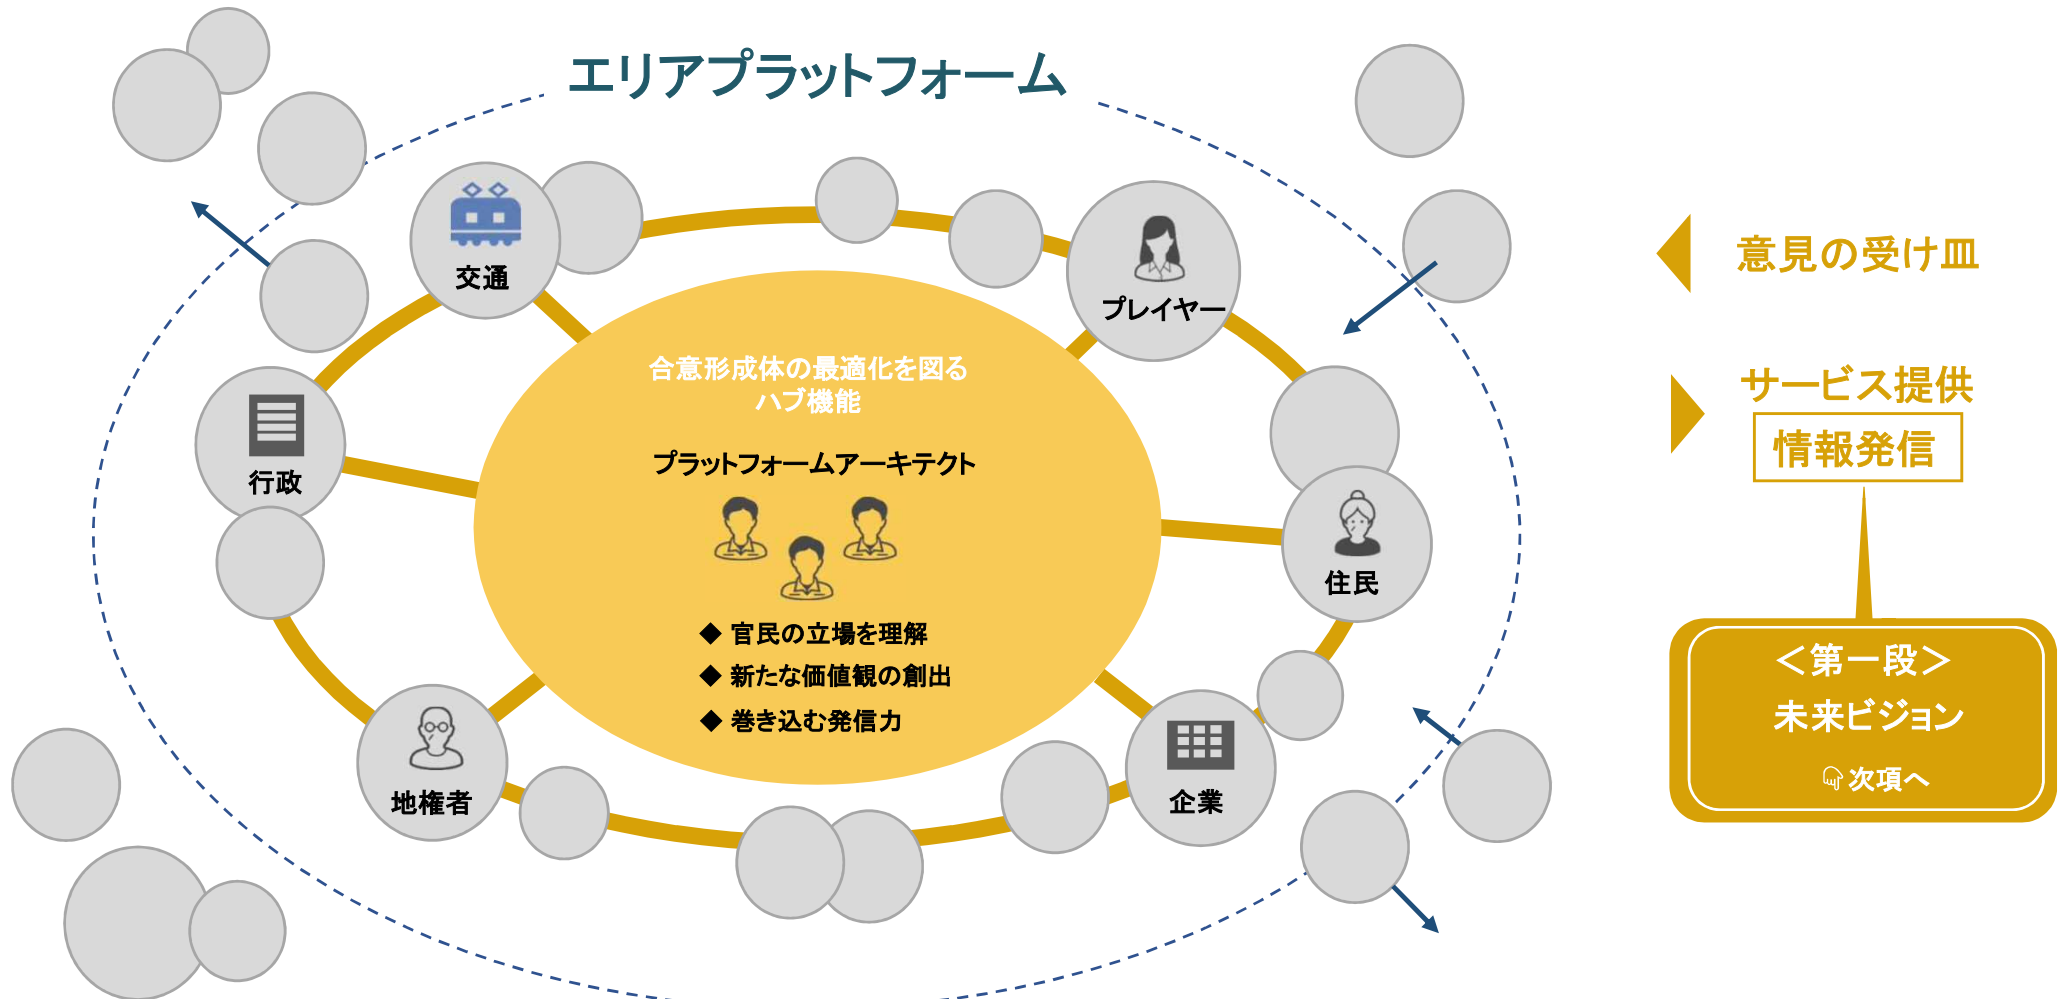 エリアプラットフォーム
交通
プレイヤー
行政
住民
地権者
企業
合意形成体の最適化を図る
ハブ機能
プラットフォームアーキテクト
◆ 官民の立場を理解
◆ 新たな価値観の創出
◆ 巻き込む発信力
意見の受け皿
サービス提供
情報発信
＜第一段＞
未来ビジョン
☟次項へ